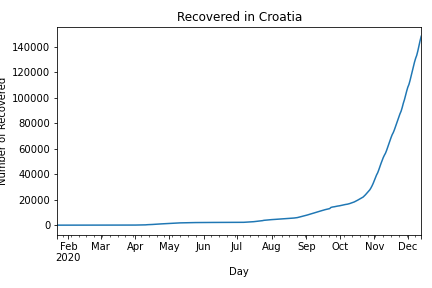 Recovered in Croatia
Number of Recovered
140000
120000
100000
80000
60000
40000
20000
0
Feb Mar Apr May Jun Jul Aug Sep Oct Nov Dec
2020
Day